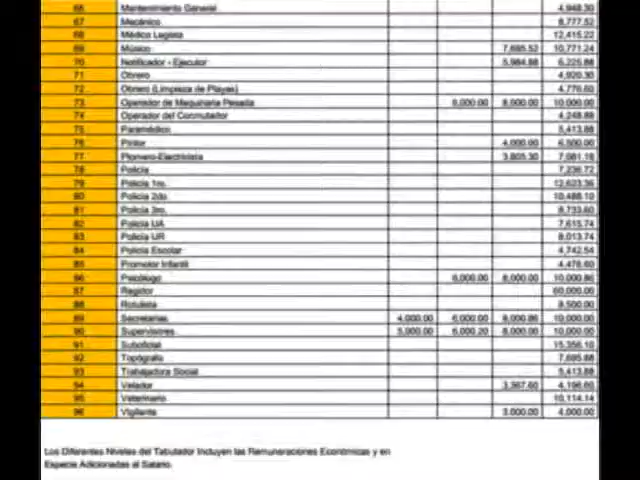 66 Mantenimiento General 4,948.30
67 Mecánico 8,777.52
68 Médico Legista 12,415.22
69 Músico 7,695.52 10,771.24
70 Notificador - Ejecutor 5,984.88 6,225.88
71 Obrero 4,920.30
72 Obrero (Limpieza de Playas) 4,776.60
73 Operador de Maquinaria Pesada 6,000.00 8,000.00 10,000.00
74 Operador del Conmutador 4,248.88
75 Paramédico 5,413.88
76 Pintor 4,000.00 6,500.00
77 Plomero-Electricista 3,805.30 7,081.18
78 Policía 7,236.72
79 Policía 1ro. 12,623.36
80 Policía 2do. 10,488.10
81 Policía 3ro. 8,733.60
82 Policía UA 7,615.74
83 Policía UR 8,013.74
84 Policía Escolar 4,742.54
85 Promotor Infantil 4,476.60
86 Psicólogo 6,000.00 8,000.00 10,000.86
87 Regidor 60,000.00
88 Rotulista 8,500.00
89 Secretarias 4,000.00 6,000.00 8,000.86 10,000.00
90 Supervisores 5,000.00 6,000.20 8,000.00 10,000.00
91 Suboficial 15,356.10
92 Topógrafo 7,695.88
93 Trabajadora Social 5,413.88
94 Velador 3,367.60 4,196.60
95 Veterinario 10,114.14
96 Vigilante 3,000.00 4,000.00
Los Diferentes Niveles del Tabulador Incluyen las Remuneraciones Económicas y en
Especie Adicionadas al Salario.